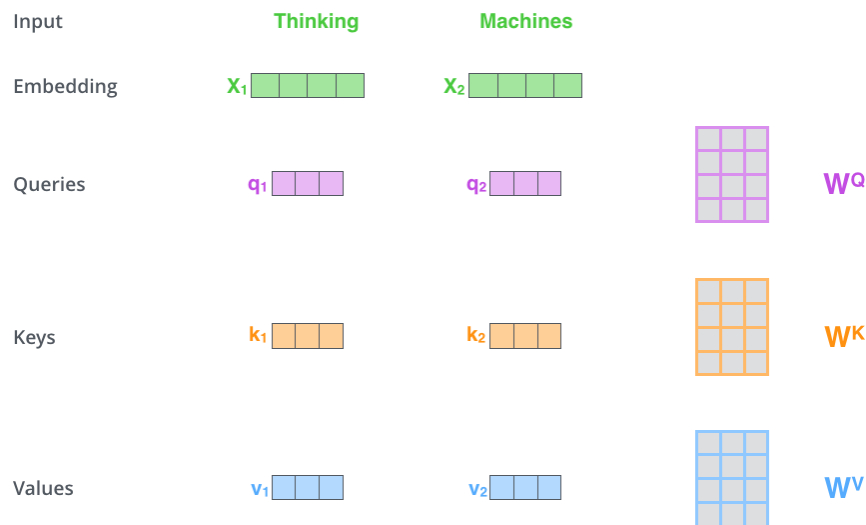 Input Thinking Machines
Embedding X1 X2
Queries q1 q2 WQ
Keys k1 k2 WK
Values v1 v2 WV